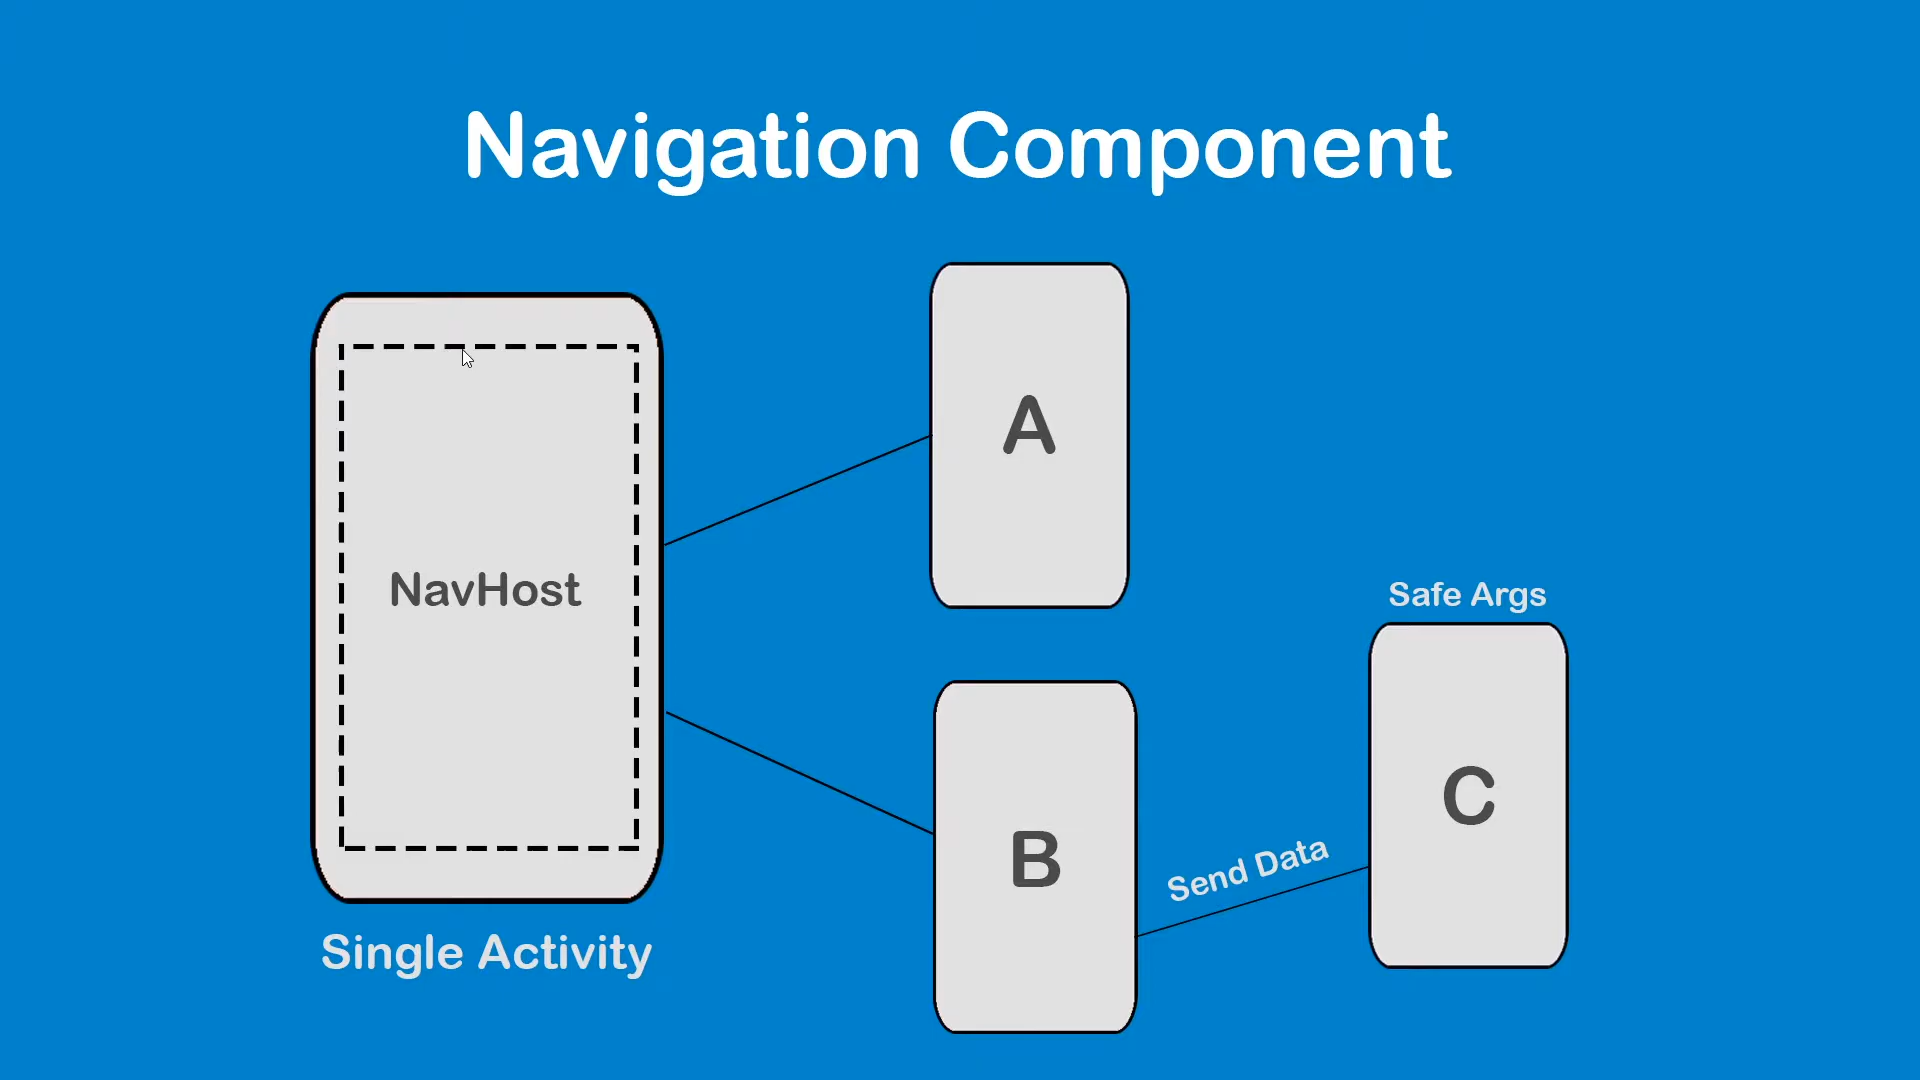 Navigation Component
NavHost
Single Activity
A
B
Send Data
Safe Args
C